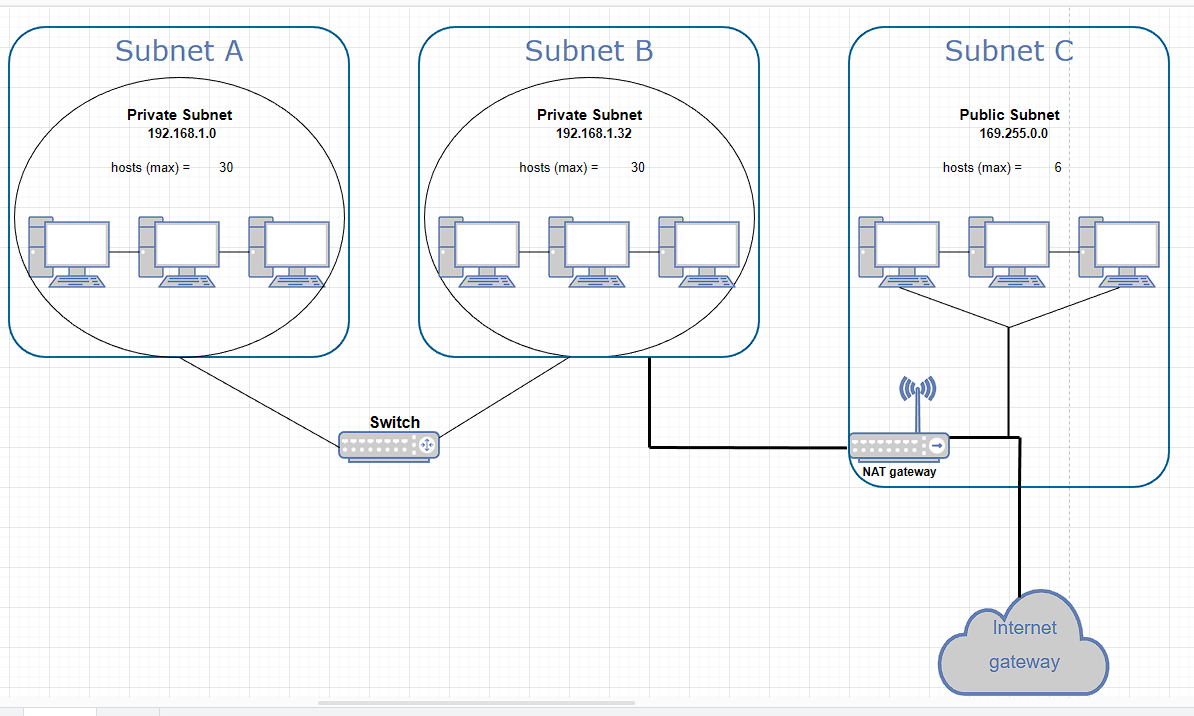 Subnet A
Private Subnet
192.168.1.0
hosts (max) = 30
Subnet B
Private Subnet
192.168.1.32
hosts (max) = 30
Subnet C
Public Subnet
169.255.0.0
hosts (max) = 6
Switch
NAT gateway
Internet
gateway